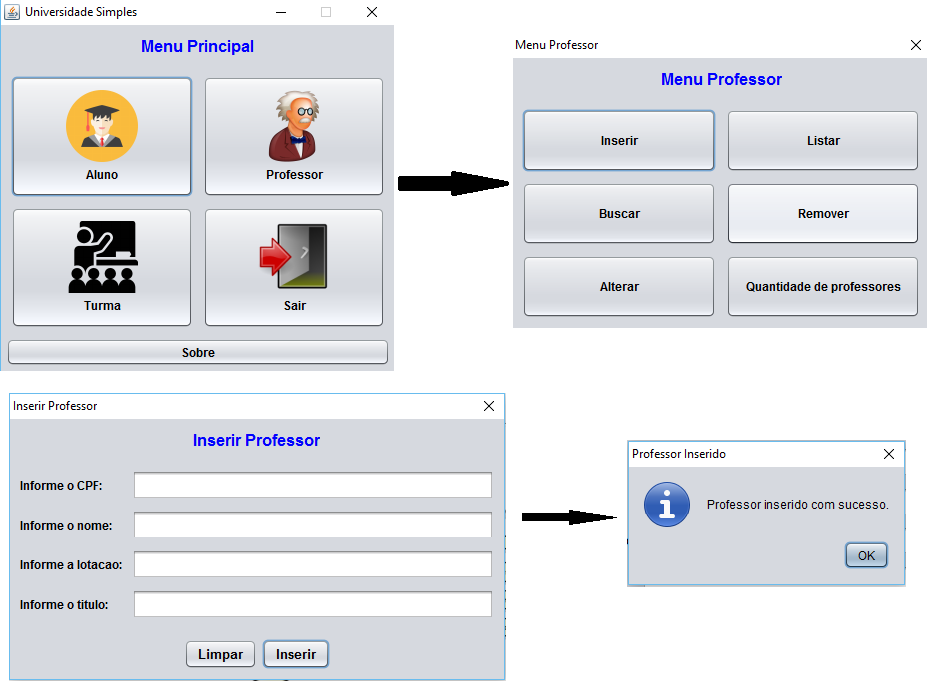 Universidade Simples
Menu Principal
Aluno
Professor
Turma
Sair
Sobre
Menu Professor
Menu Professor
Inserir
Listar
Buscar
Remover
Alterar
Quantidade de professores
Inserir Professor
Inserir Professor
Informe o CPF:
Informe o nome:
Informe a lotacao:
Informe o titulo:
Limpar
Inserir
Professor Inserido
Professor inserido com sucesso.
OK